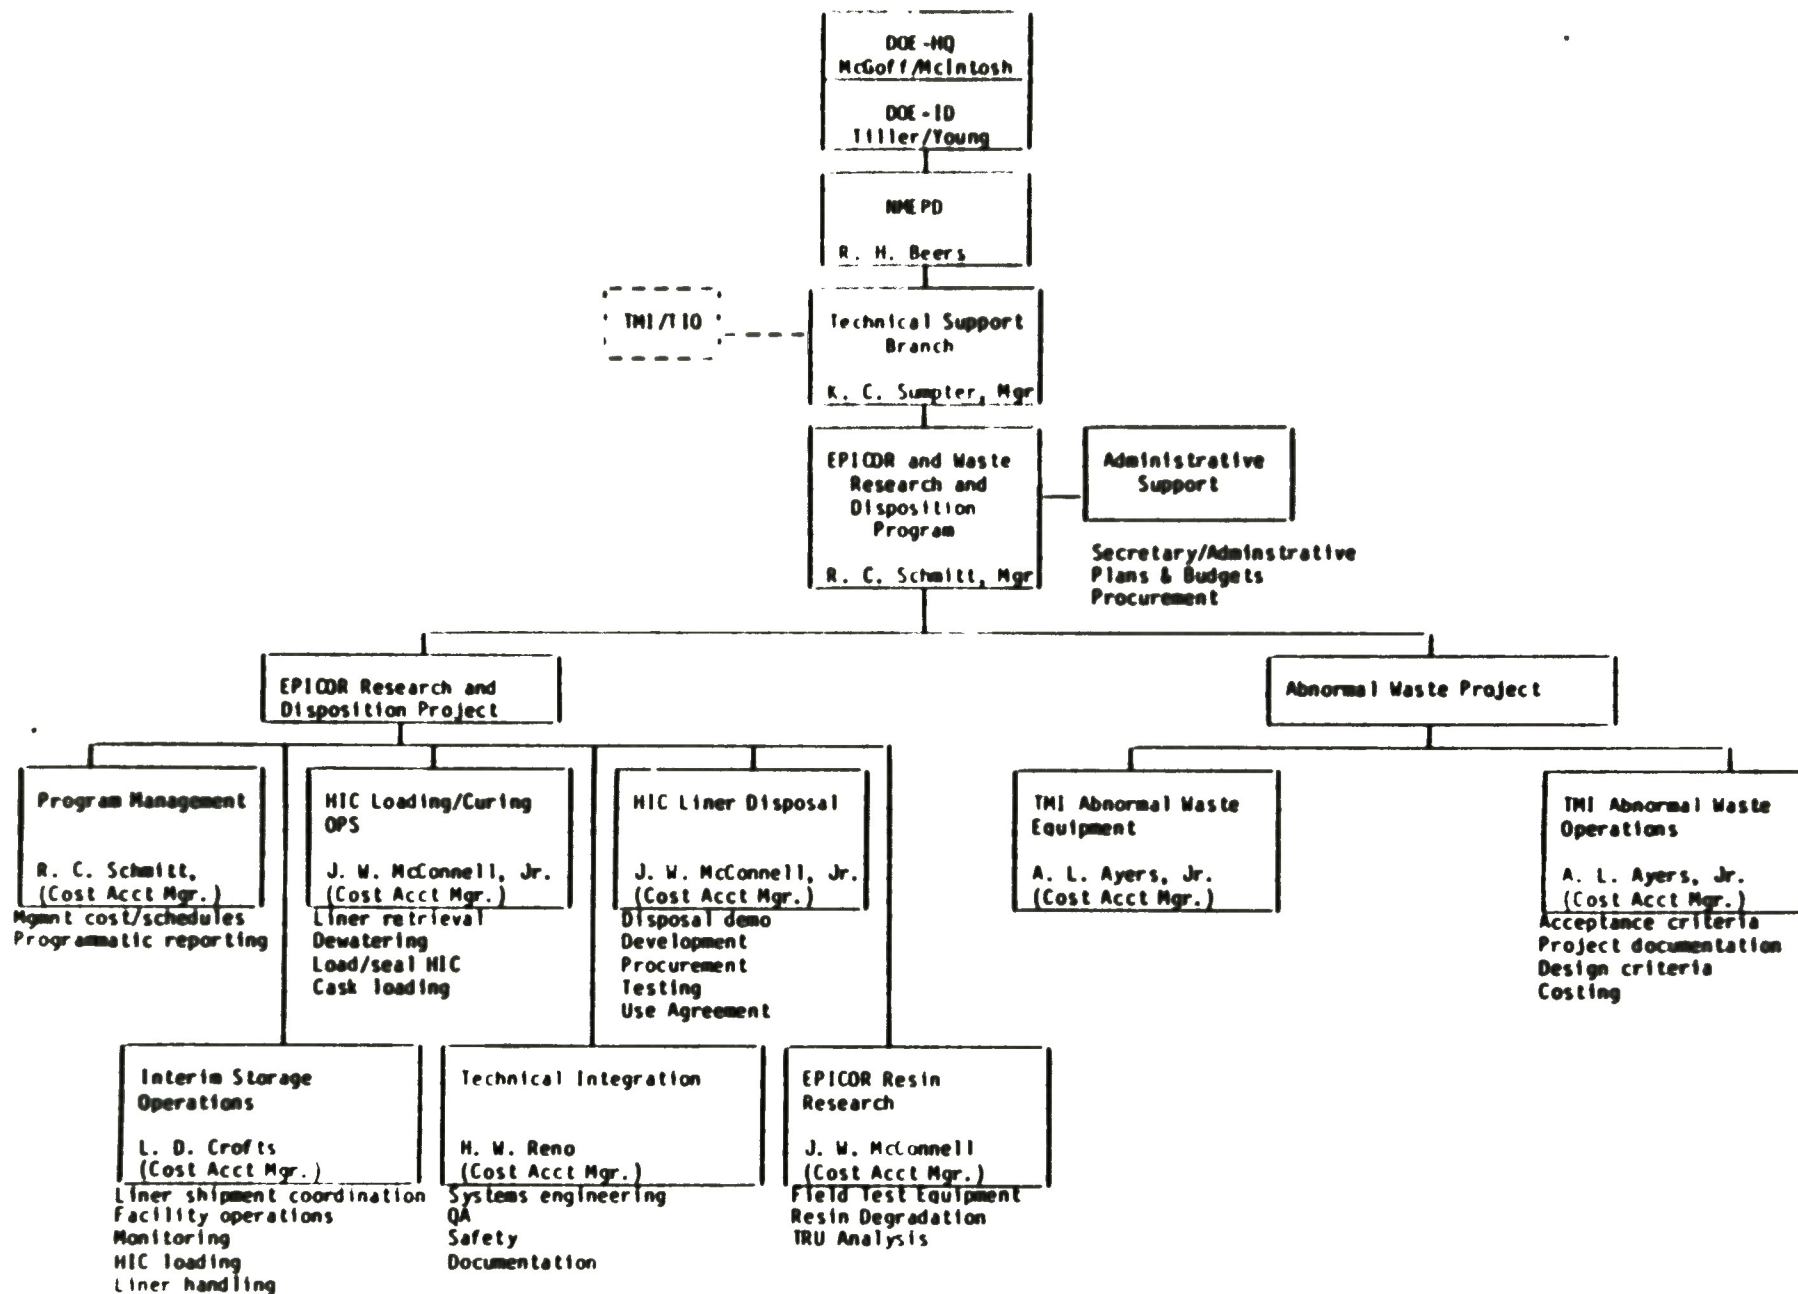 DOE-HQ
McGoff/McIntosh
DOE-ID
Tiller/Young
NMEPD
R. H. Beers
TMI/TIO
Technical Support
Branch
K. C. Sumpter, Mgr
EPICOR and Waste
Research and
Disposition
Program
R. C. Schmitt, Mgr
Administrative
Support
Secretary/Adminstrative
Plans & Budgets
Procurement
EPICOR Research and
Disposition Project
Abnormal Waste Project
Program Management
R. C. Schmitt,
(Cost Acct Mgr.)
Mgmnt cost/schedules
Programmatic reporting
HIC Loading/Curing
OPS
J. W. McConnell, Jr.
(Cost Acct Mgr.)
Liner retrieval
Dewatering
Load/seal HIC
Cask loading
HIC Liner Disposal
J. W. McConnell, Jr.
(Cost Acct Mgr.)
Disposal demo
Development
Procurement
Testing
Use Agreement
TMI Abnormal Waste
Equipment
A. L. Ayers, Jr.
(Cost Acct Mgr.)
TMI Abnormal Waste
Operations
A. L. Ayers, Jr.
(Cost Acct Mgr.)
Acceptance criteria
Project documentation
Design criteria
Costing
Interim Storage
Operations
L. D. Crofts
(Cost Acct Mgr.)
Liner shipment coordination
Facility operations
Monitoring
HIC loading
Liner handling
Technical Integration
H. W. Reno
(Cost Acct Mgr.)
Systems engineering
QA
Safety
Documentation
EPICOR Resin
Research
J. W. McConnell
(Cost Acct Mgr.)
Field Test Equipment
Resin Degradation
TRU Analysis